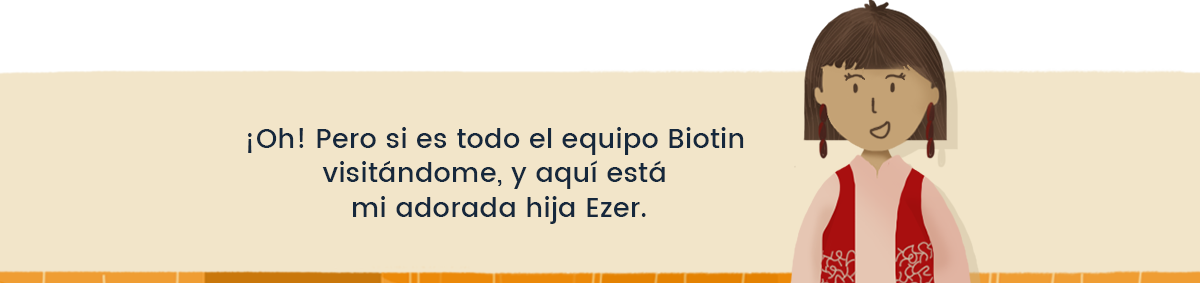 ¡Oh! Pero si es todo el equipo Biotin
visitándome, y aquí está
mi adorada hija Ezer.